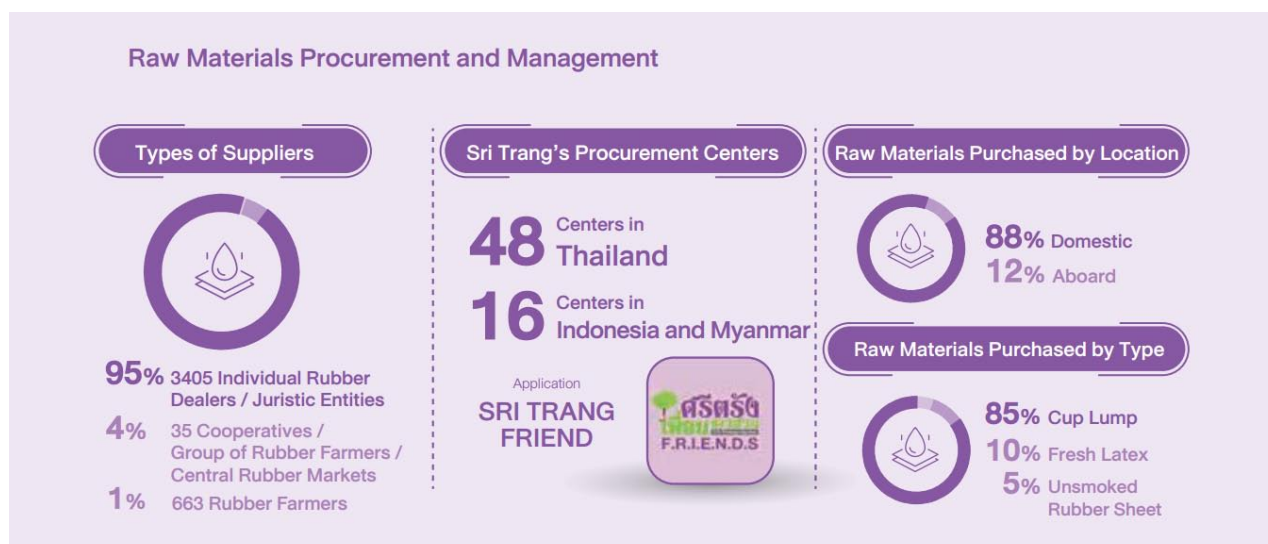 Raw Materials Procurement and Management
Types of Suppliers
95% 3405 Individual Rubber
Dealers / Juristic Entities
4% 35 Cooperatives /
Group of Rubber Farmers /
Central Rubber Markets
1% 663 Rubber Farmers
Sri Trang's Procurement Centers
48 Centers in
Thailand
16 Centers in
Indonesia and Myanmar
Application
SRI TRANG
FRIEND
ศรีตรัง
F.R.I.E.N.D.S
Raw Materials Purchased by Location
88% Domestic
12% Aboard
Raw Materials Purchased by Type
85% Cup Lump
10% Fresh Latex
5% Unsmoked
Rubber Sheet